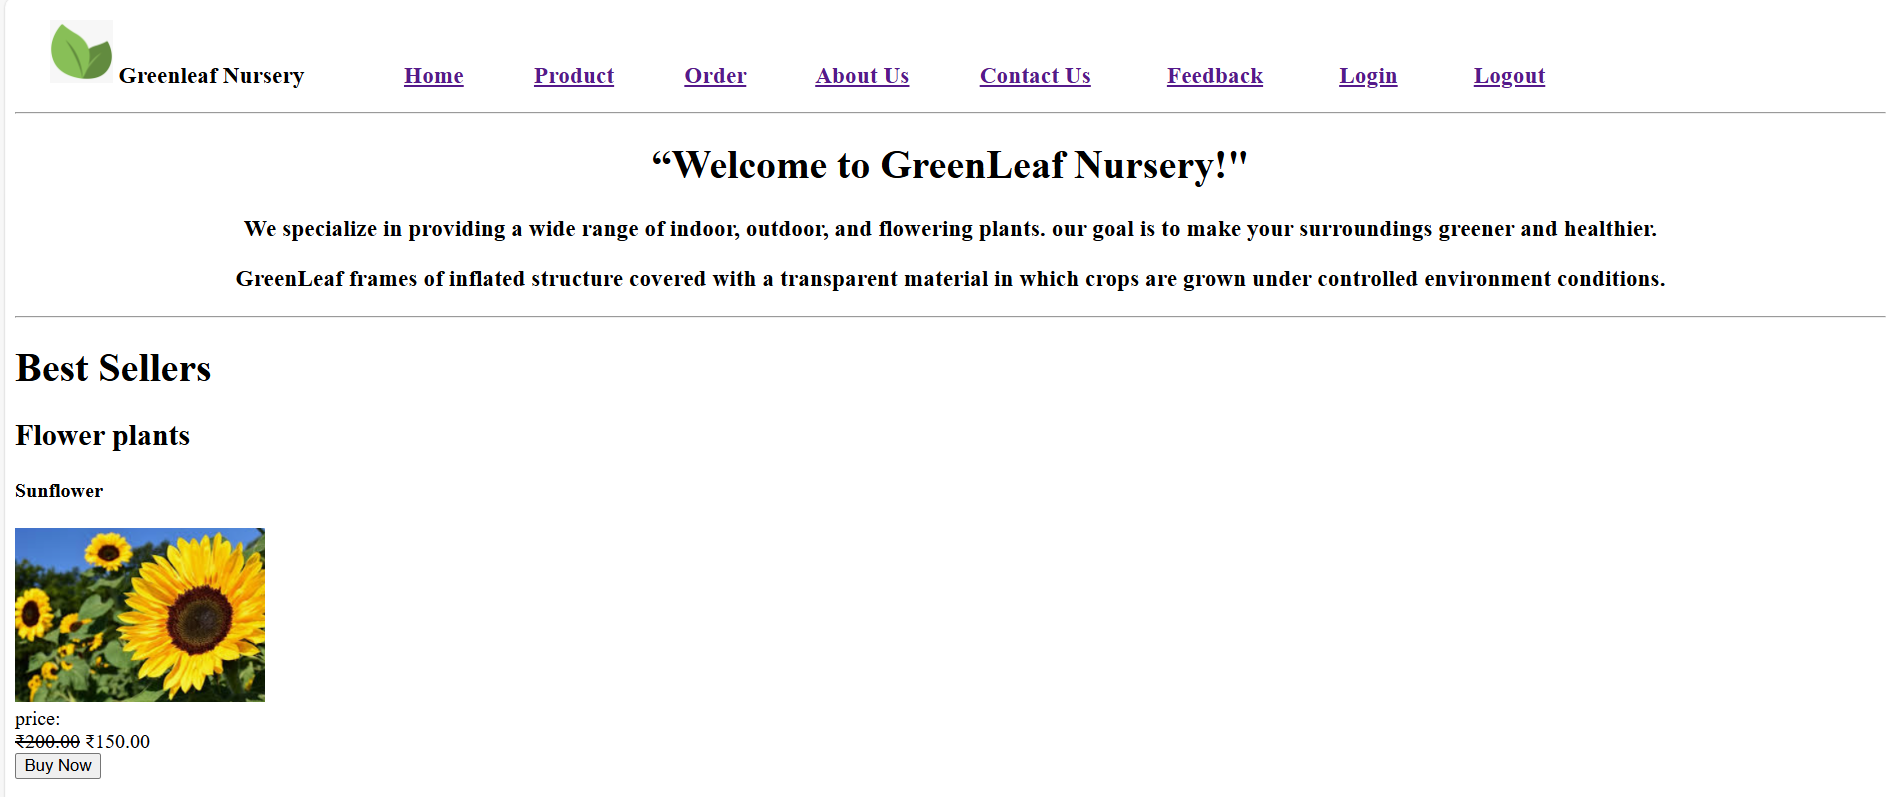 Greenleaf Nursery Home Product Order About Us Contact Us Feedback Login Logout
“Welcome to GreenLeaf Nursery!"
We specialize in providing a wide range of indoor, outdoor, and flowering plants. our goal is to make your surroundings greener and healthier.
GreenLeaf frames of inflated structure covered with a transparent material in which crops are grown under controlled environment conditions.
Best Sellers
Flower plants
Sunflower
price:
₹200.00 ₹150.00
Buy Now